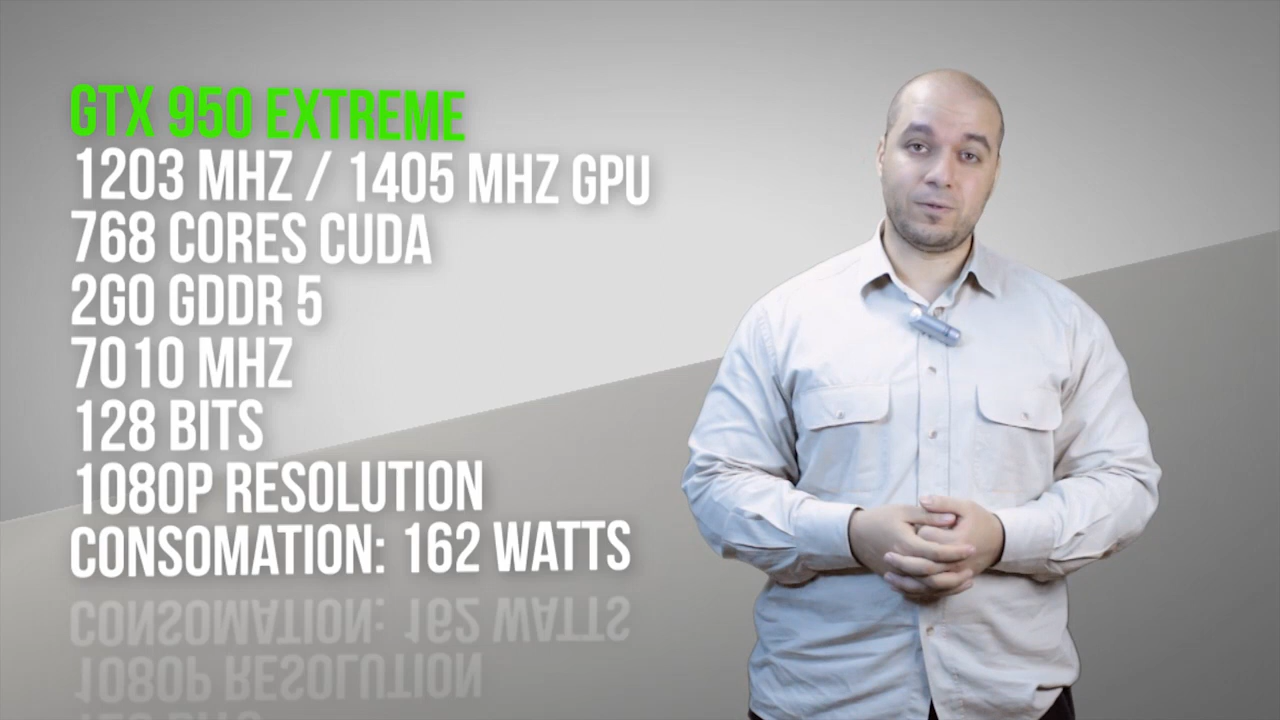 GTX 950 EXTREME
1203 MHZ / 1405 MHZ GPU
768 CORES CUDA
2GO GDDR 5
7010 MHZ
128 BITS
1080P RESOLUTION
CONSOMATION: 162 WATTS